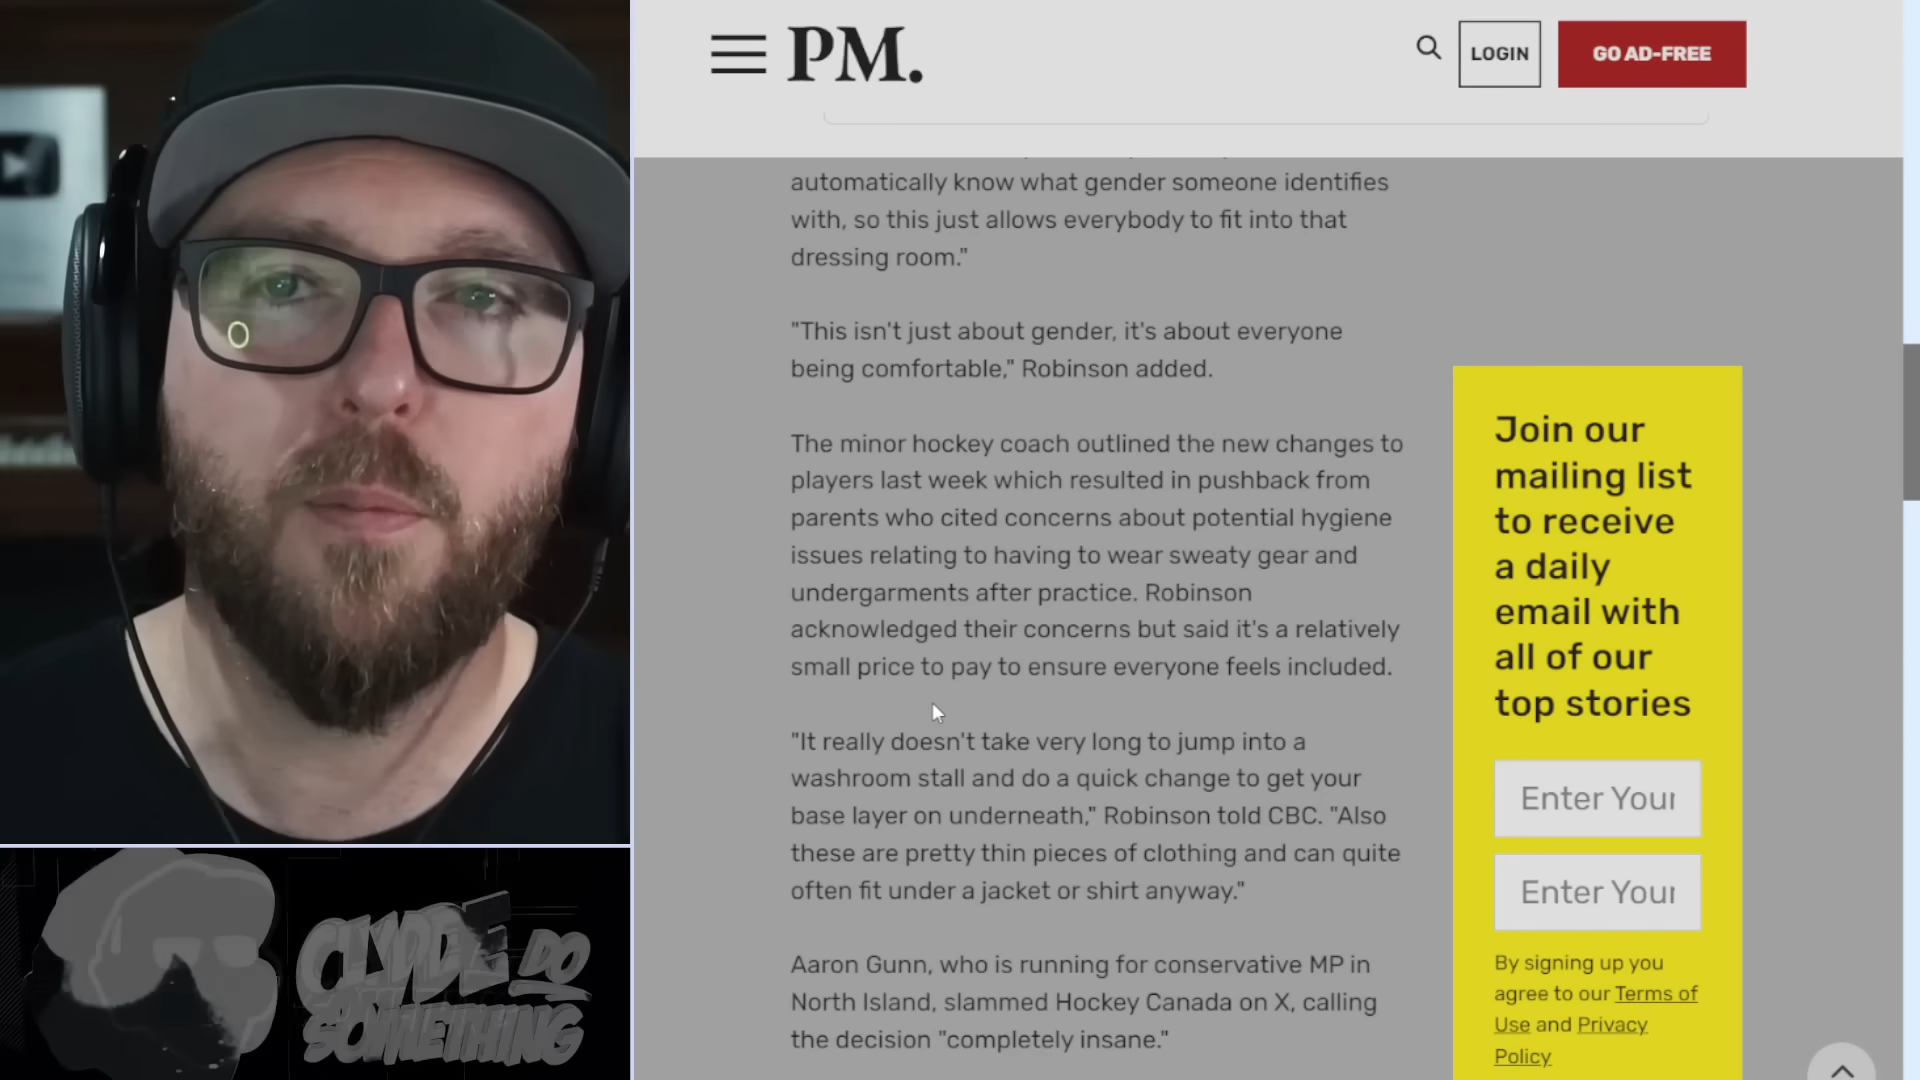 PM.
LOGIN
GO AD-FREE
automatically know what gender someone identifies
with, so this just allows everybody to fit into that
dressing room."
"This isn't just about gender, it's about everyone
being comfortable," Robinson added.
The minor hockey coach outlined the new changes to
players last week which resulted in pushback from
parents who cited concerns about potential hygiene
issues relating to having to wear sweaty gear and
undergarments after practice. Robinson
acknowledged their concerns but said it's a relatively
small price to pay to ensure everyone feels included.
"It really doesn't take very long to jump into a
washroom stall and do a quick change to get your
base layer on underneath," Robinson told CBC. "Also
these are pretty thin pieces of clothing and can quite
often fit under a jacket or shirt anyway."
Aaron Gunn, who is running for conservative MP in
North Island, slammed Hockey Canada on X, calling
the decision "completely insane."
Join our
mailing list
to receive
a daily
email with
all of our
top stories
Enter Your
Enter Your
By signing up you
agree to our Terms of
Use and Privacy
Policy
CLYDE DO
SOMETHING